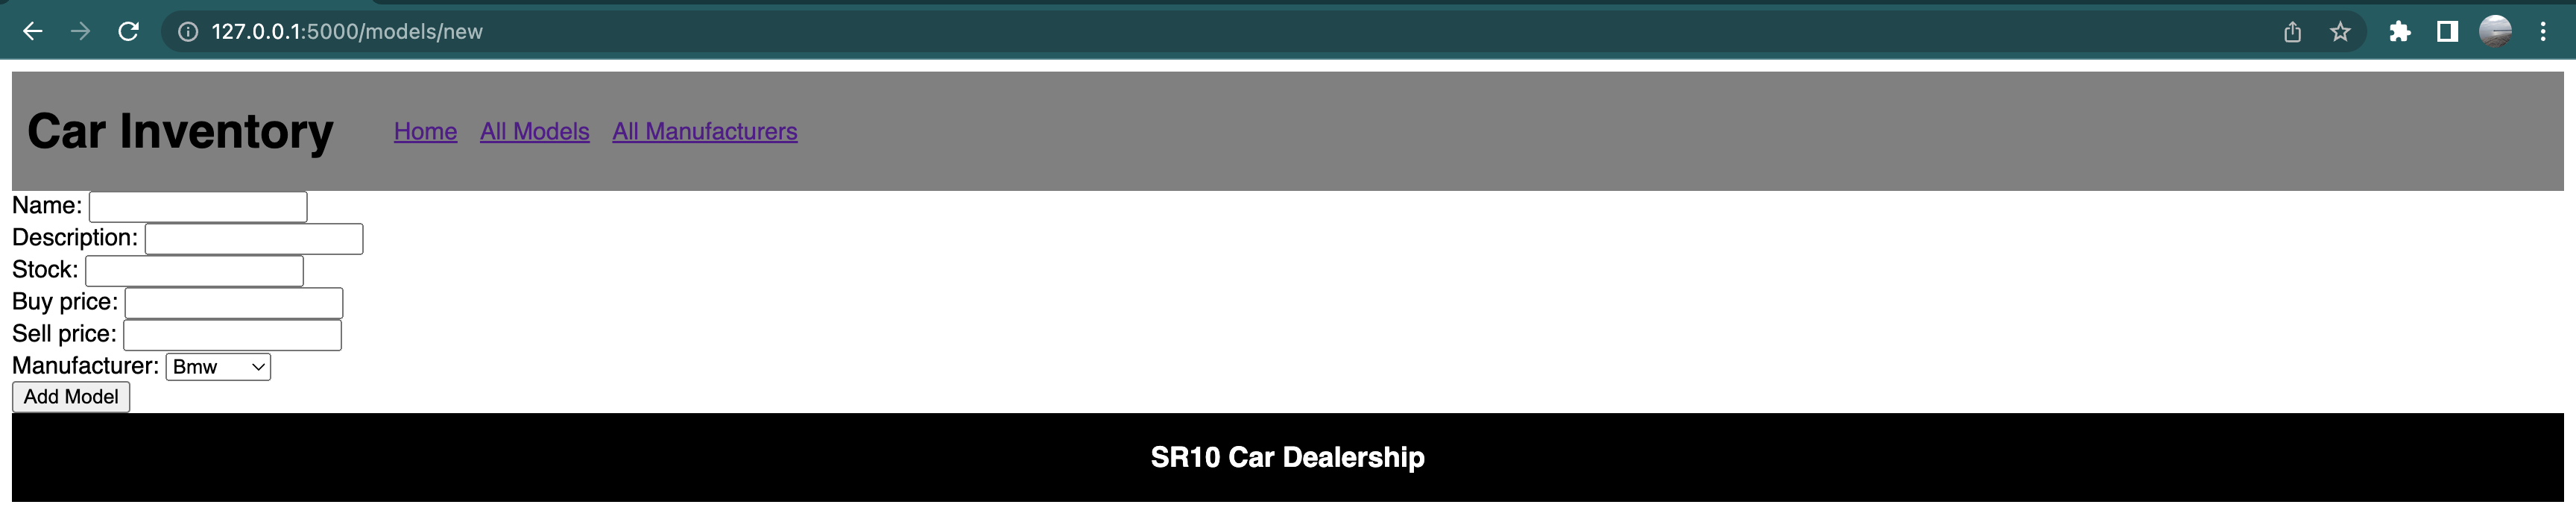 127.0.0.1:5000/models/new
Car Inventory Home All Models All Manufacturers
Name:
Description:
Stock:
Buy price:
Sell price:
Manufacturer: Bmw
Add Model
SR10 Car Dealership